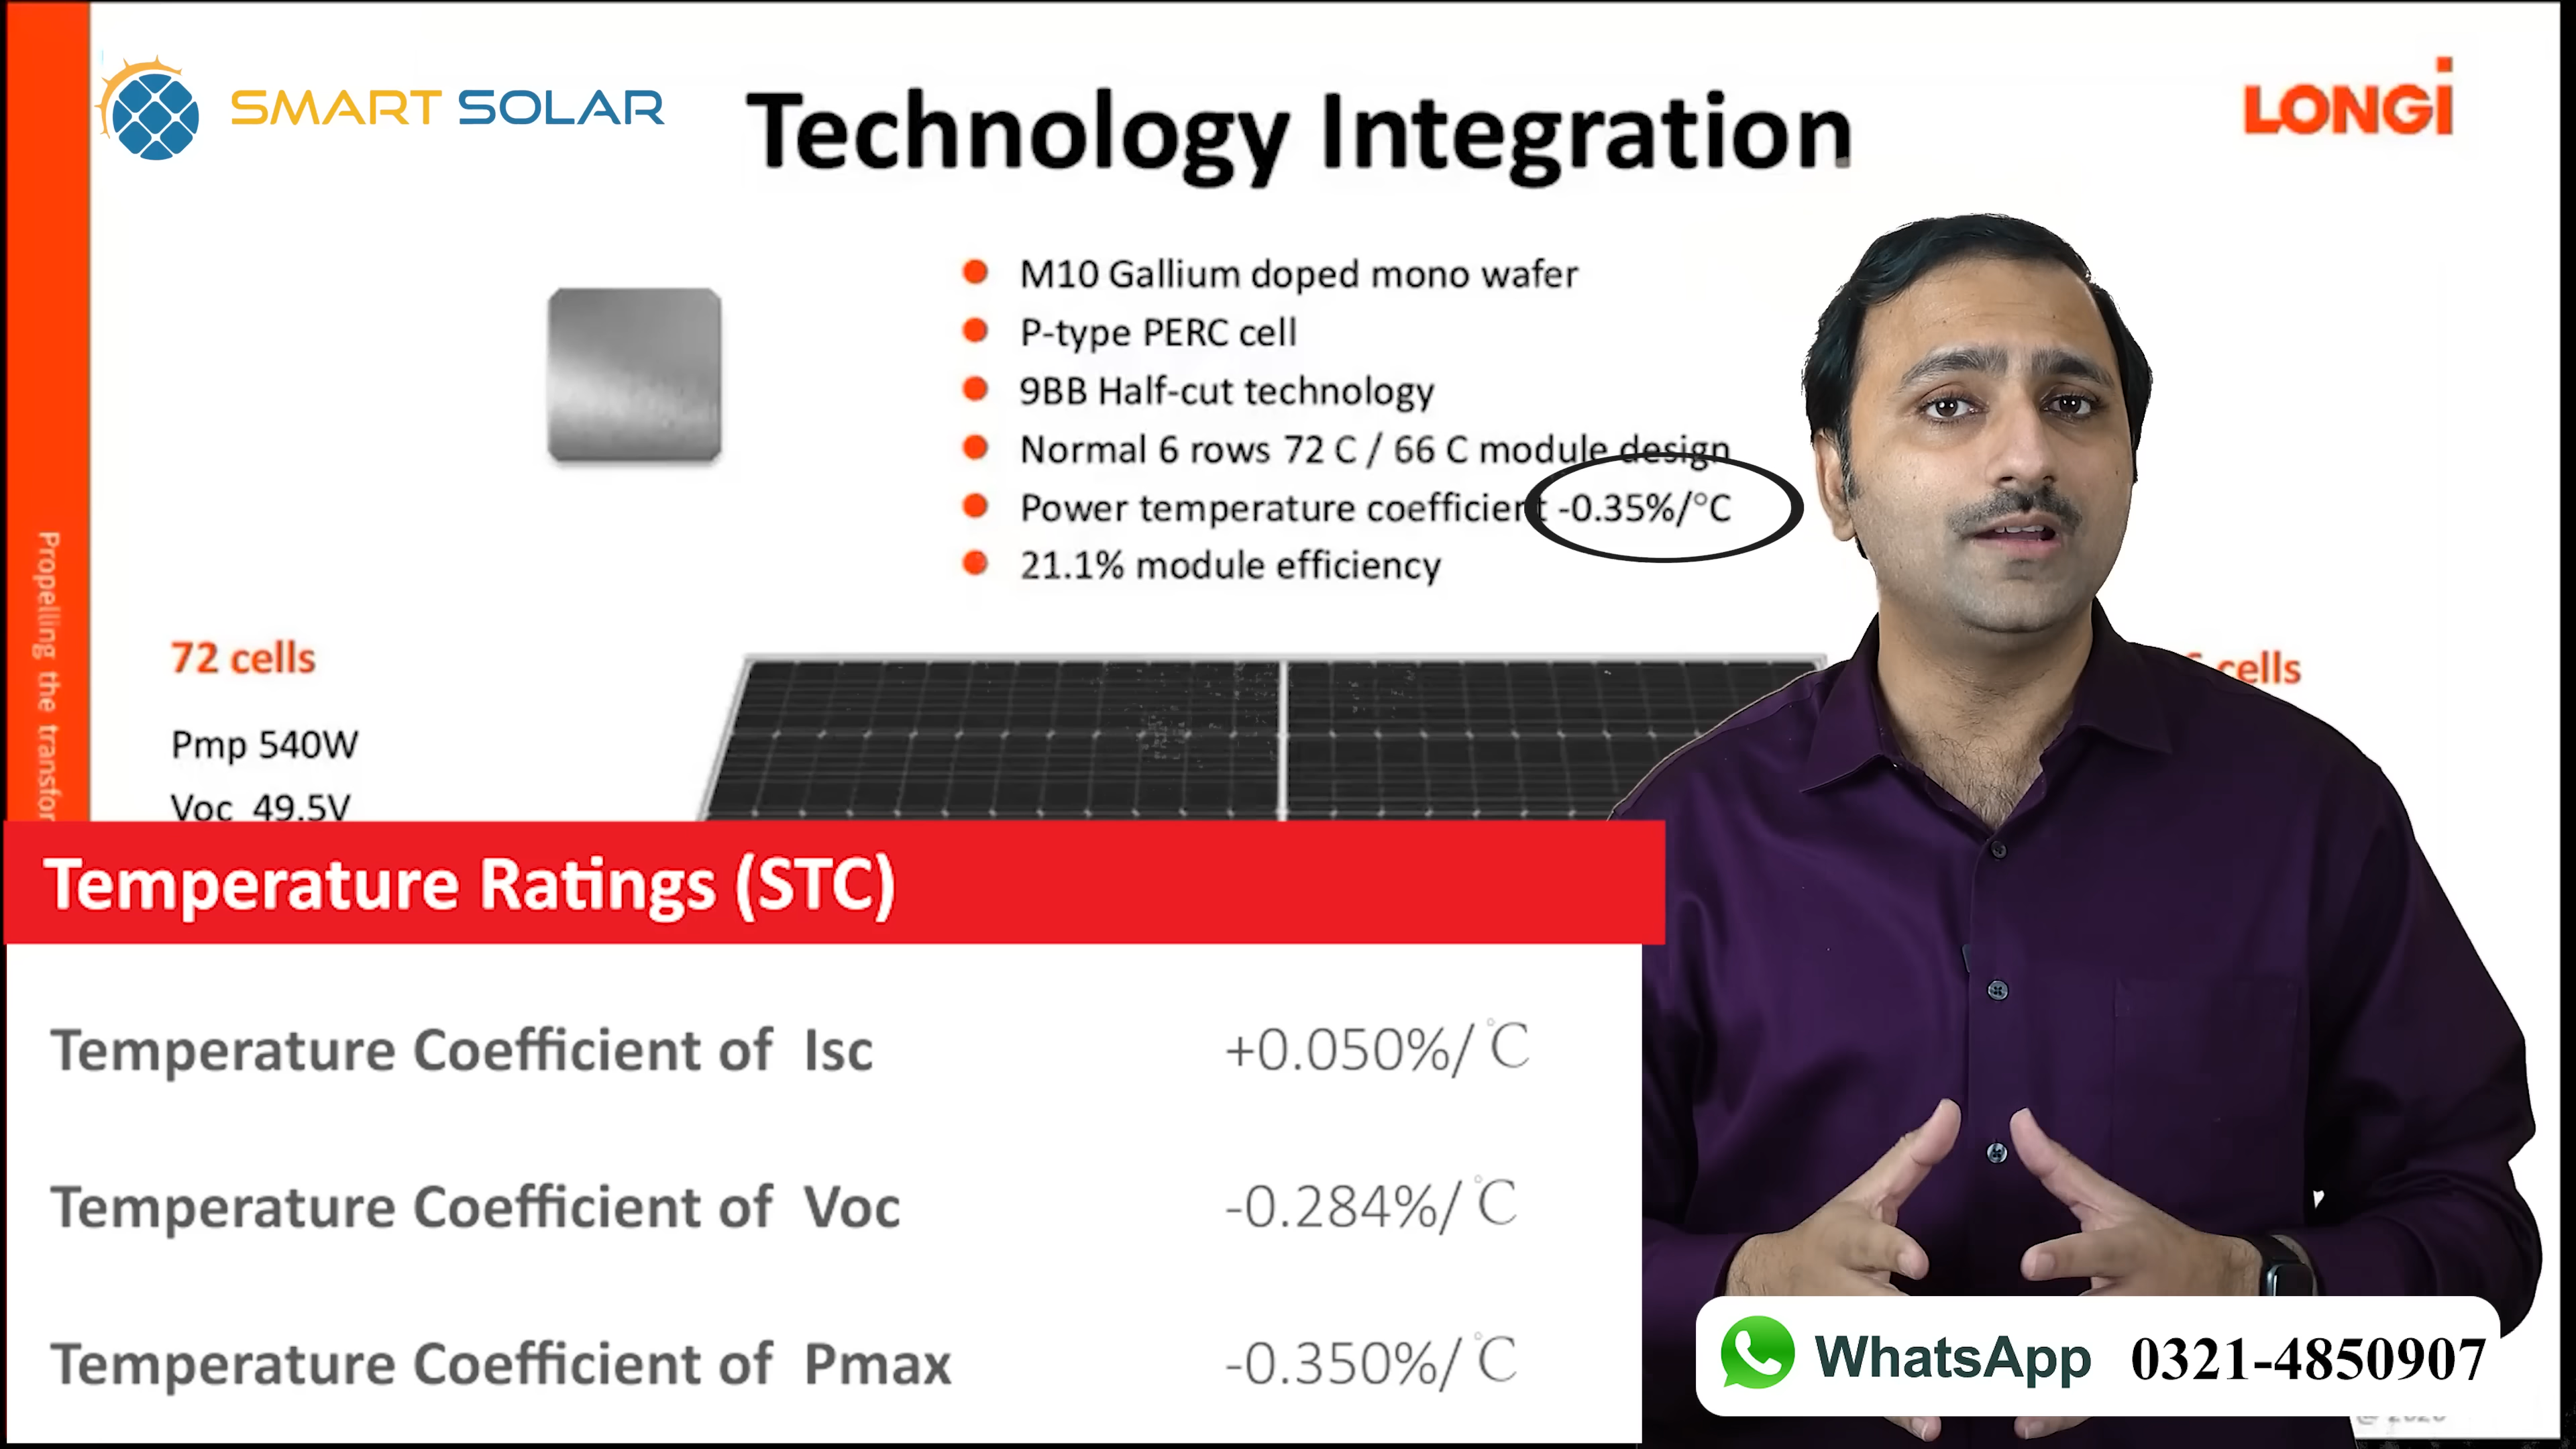 SMART SOLAR
Technology Integration
LONGi
M10 Gallium doped mono wafer
P-type PERC cell
9BB Half-cut technology
Normal 6 rows 72 C / 66 C module design
Power temperature coefficient -0.35%/°C
21.1% module efficiency
Propelling the transfor
72 cells
cells
Pmp 540W
Voc 49.5V
Temperature Ratings (STC)
Temperature Coefficient of Isc +0.050%/℃
Temperature Coefficient of Voc -0.284%/℃
Temperature Coefficient of Pmax -0.350%/℃
WhatsApp 0321-4850907